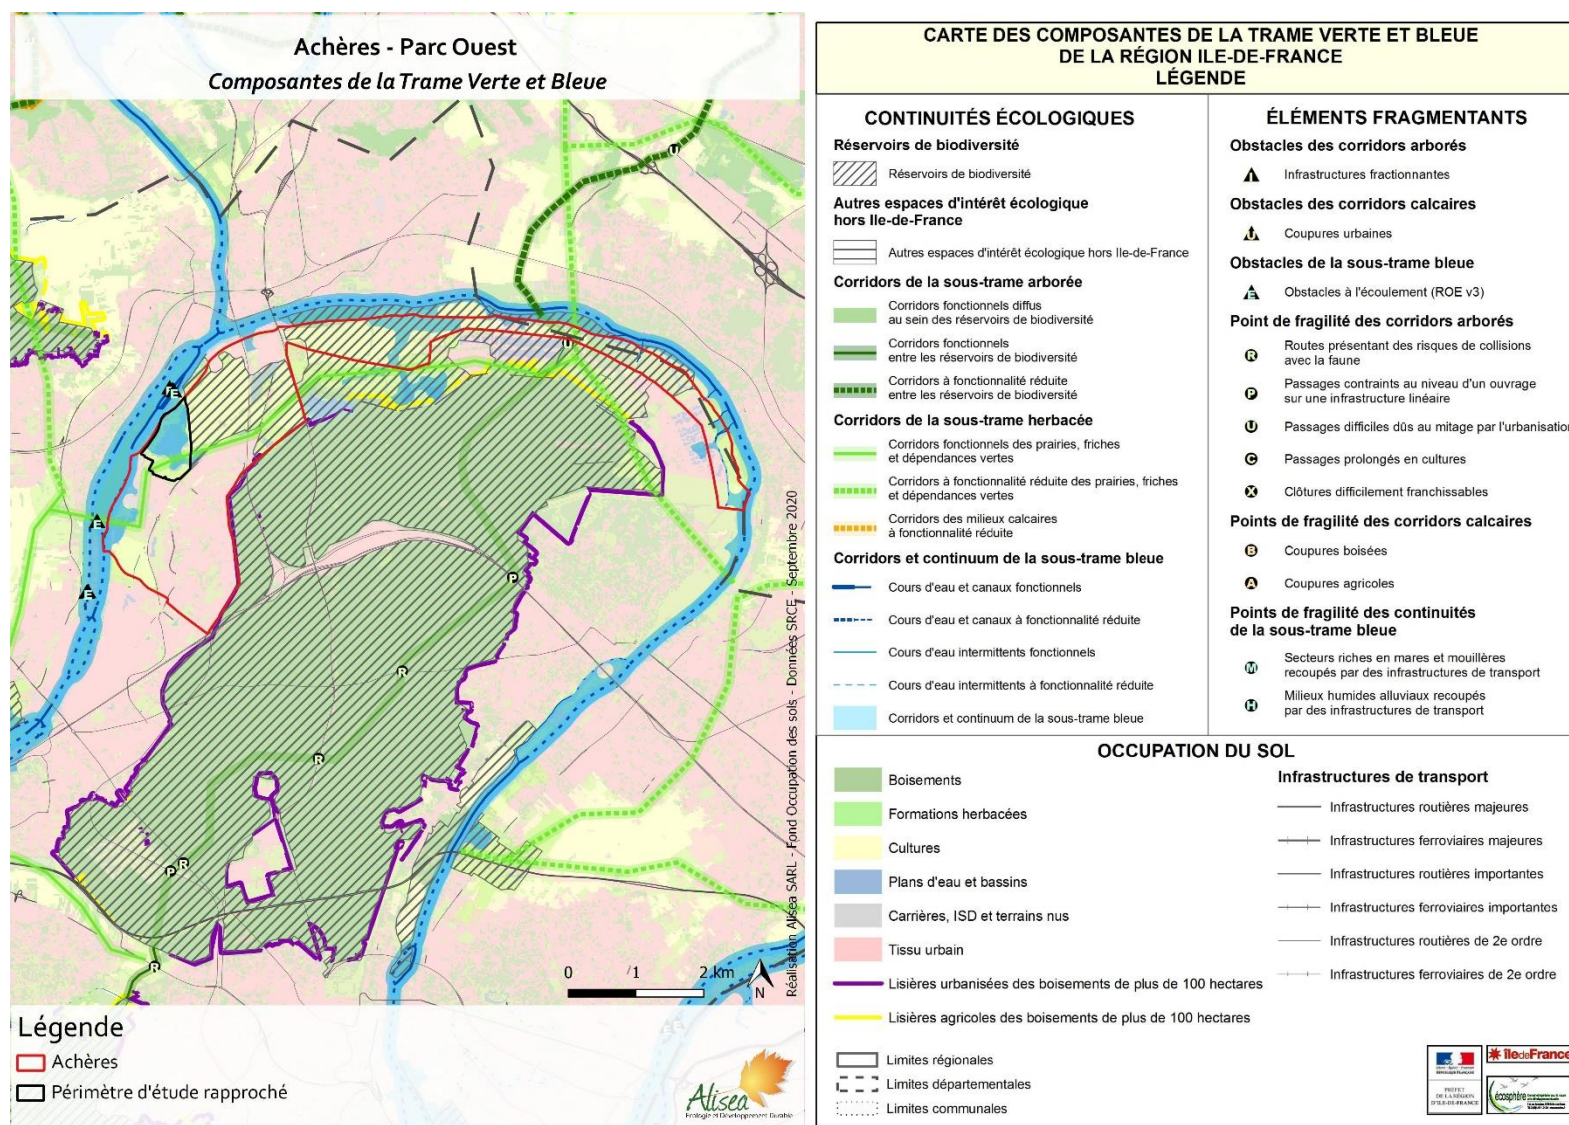 Achères - Parc Ouest
Composantes de la Trame Verte et Bleue
U
E
U
E
E
P
R
R
P
R
R
E
E
0
1
2 km
N
Réalisation Alisea SARL - Fond Occupation des sols - Données SRCE - Septembre 2020
Légende
Achères
Périmètre d'étude rapproché
Alisea
Ecologie et Développement Durable
CARTE DES COMPOSANTES DE LA TRAME VERTE ET BLEUE
DE LA RÉGION ILE-DE-FRANCE
LÉGENDE
CONTINUITÉS ÉCOLOGIQUES
Réservoirs de biodiversité
Réservoirs de biodiversité
Autres espaces d'intérêt écologique
hors Ile-de-France
Autres espaces d'intérêt écologique hors Ile-de-France
Corridors de la sous-trame arborée
Corridors fonctionnels diffus
au sein des réservoirs de biodiversité
Corridors fonctionnels
entre les réservoirs de biodiversité
Corridors à fonctionnalité réduite
entre les réservoirs de biodiversité
Corridors de la sous-trame herbacée
Corridors fonctionnels des prairies, friches
et dépendances vertes
Corridors à fonctionnalité réduite des prairies, friches
et dépendances vertes
Corridors des milieux calcaires
à fonctionnalité réduite
Corridors et continuum de la sous-trame bleue
Cours d'eau et canaux fonctionnels
Cours d'eau et canaux à fonctionnalité réduite
Cours d'eau intermittents fonctionnels
Cours d'eau intermittents à fonctionnalité réduite
Corridors et continuum de la sous-trame bleue
ÉLÉMENTS FRAGMENTANTS
Obstacles des corridors arborés
I Infrastructures fractionnantes
Obstacles des corridors calcaires
U Coupures urbaines
Obstacles de la sous-trame bleue
E Obstacles à l'écoulement (ROE v3)
Point de fragilité des corridors arborés
R Routes présentant des risques de collisions
avec la faune
P Passages contraints au niveau d'un ouvrage
sur une infrastructure linéaire
U Passages difficiles dûs au mitage par l'urbanisation
C Passages prolongés en cultures
X Clôtures difficilement franchissables
Points de fragilité des corridors calcaires
B Coupures boisées
A Coupures agricoles
Points de fragilité des continuités
de la sous-trame bleue
M Secteurs riches en mares et mouillères
recoupés par des infrastructures de transport
H Milieux humides alluviaux recoupés
par des infrastructures de transport
OCCUPATION DU SOL
Boisements
Formations herbacées
Cultures
Plans d'eau et bassins
Carrières, ISD et terrains nus
Tissu urbain
Lisières urbanisées des boisements de plus de 100 hectares
Lisières agricoles des boisements de plus de 100 hectares
Limites régionales
Limites départementales
Limites communales
Infrastructures de transport
Infrastructures routières majeures
Infrastructures ferroviaires majeures
Infrastructures routières importantes
Infrastructures ferroviaires importantes
Infrastructures routières de 2e ordre
Infrastructures ferroviaires de 2e ordre
PRÉFET
DE LA RÉGION
D'ILE-DE-FRANCE
îledeFrance
écosphère